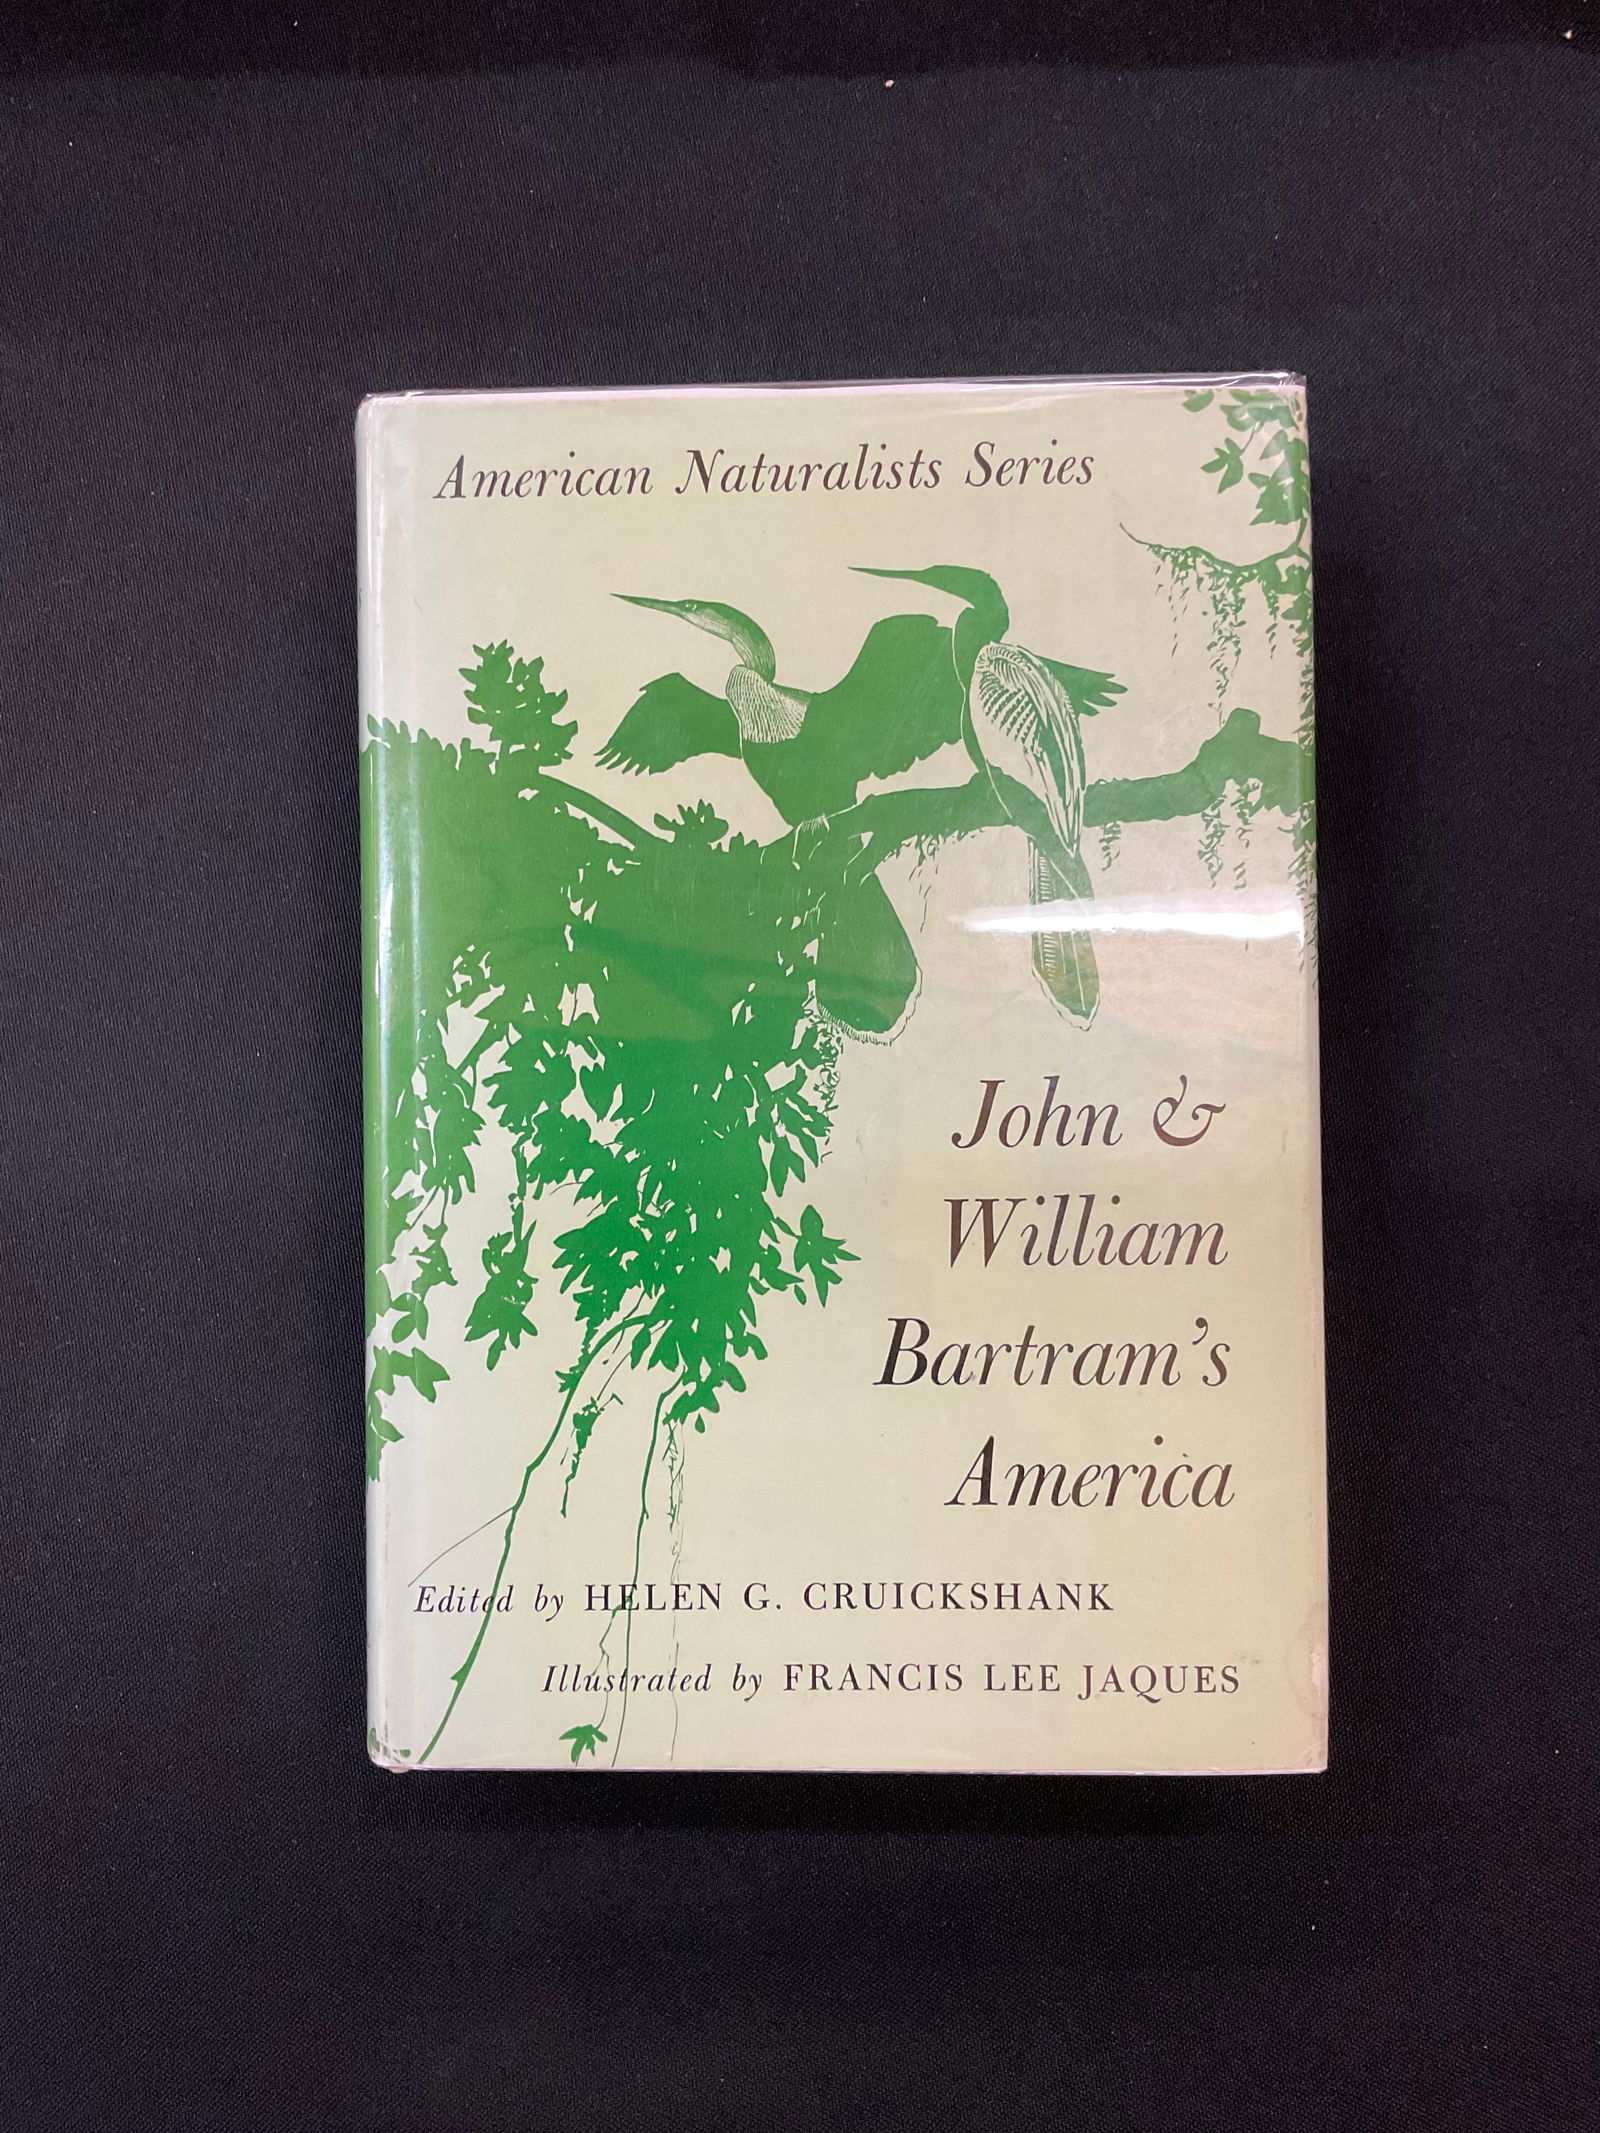 American Naturalists Series
John &
William
Bartram's
America
Edited by HELEN G. CRUICKSHANK
Illustrated by FRANCIS LEE JAQUES